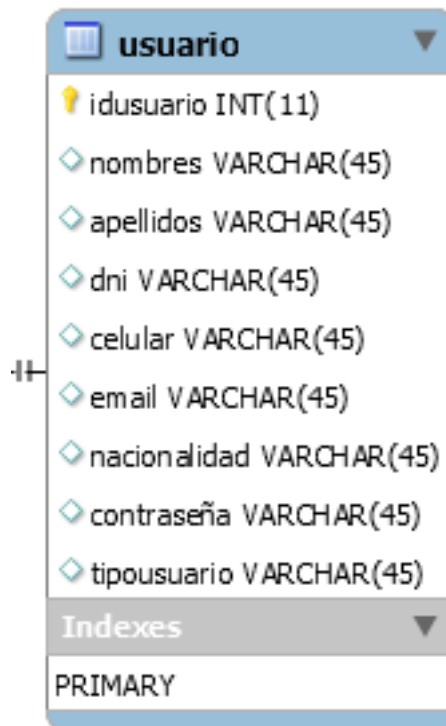 usuario
idusuario INT(11)
nombres VARCHAR(45)
apellidos VARCHAR(45)
dni VARCHAR(45)
celular VARCHAR(45)
email VARCHAR(45)
nacionalidad VARCHAR(45)
contraseña VARCHAR(45)
tipousuario VARCHAR(45)
Indexes
PRIMARY